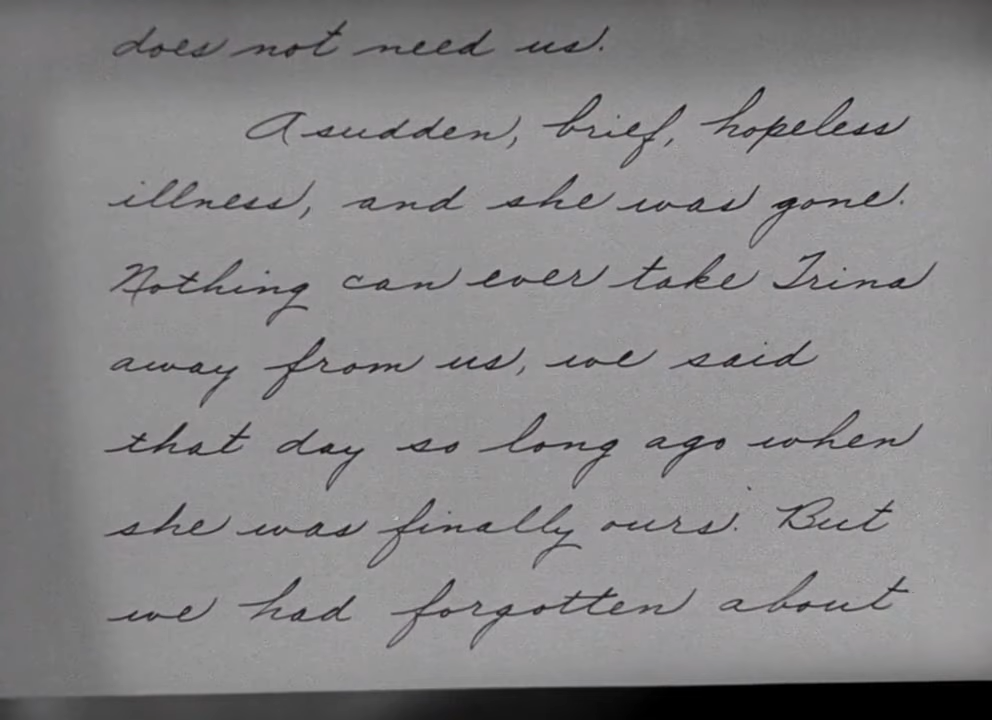 does not need us.
A sudden, brief, hopeless
illness, and she was gone.
Nothing can ever take Trina
away from us, we said
that day so long ago when
she was finally ours. But
we had forgotten about